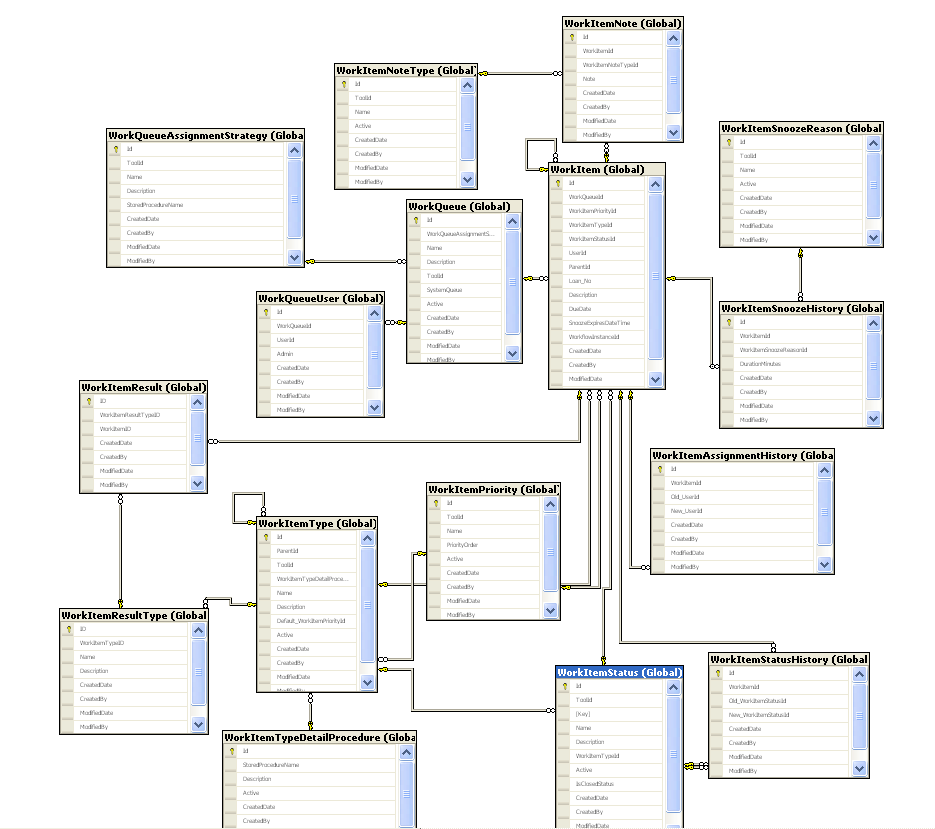 WorkItemNote (Global)
Id
WorkItemId
WorkItemNoteTypeId
Note
CreatedDate
CreatedBy
ModifiedDate
ModifiedBy
WorkItemNoteType (Global)
Id
ToolId
Name
Active
CreatedDate
CreatedBy
ModifiedDate
ModifiedBy
WorkQueueAssignmentStrategy (Globa
Id
ToolId
Name
Description
StoredProcedureName
CreatedDate
CreatedBy
ModifiedDate
ModifiedBy
WorkItemSnoozeReason (Global
Id
ToolId
Name
Active
CreatedDate
CreatedBy
ModifiedDate
ModifiedBy
WorkItem (Global)
Id
WorkQueueId
WorkItemPriorityId
WorkItemTypeId
WorkItemStatusId
UserId
ParentId
Loan_No
Description
DueDate
SnoozeExpiresDateTime
WorkflowInstanceId
CreatedDate
CreatedBy
ModifiedDate
WorkQueue (Global)
Id
WorkQueueAssignmentS...
Name
Description
ToolId
SystemQueue
Active
CreatedDate
CreatedBy
ModifiedDate
ModifiedBy
WorkQueueUser (Global)
Id
WorkQueueId
UserId
Admin
CreatedDate
CreatedBy
ModifiedDate
ModifiedBy
WorkItemSnoozeHistory (Global)
Id
WorkItemId
WorkItemSnoozeReasonId
DurationMinutes
CreatedDate
CreatedBy
ModifiedDate
ModifiedBy
WorkItemResult (Global)
ID
WorkItemResultTypeID
WorkItemID
CreatedDate
CreatedBy
ModifiedDate
ModifiedBy
WorkItemAssignmentHistory (Globa
Id
WorkItemId
Old_UserId
New_UserId
CreatedDate
CreatedBy
ModifiedDate
ModifiedBy
WorkItemPriority (Global)
Id
ToolId
Name
PriorityOrder
Active
CreatedDate
CreatedBy
ModifiedDate
ModifiedBy
WorkItemType (Global)
Id
ParentId
ToolId
WorkItemTypeDetailProce...
Name
Description
Default_WorkItemPriorityId
Active
CreatedDate
CreatedBy
ModifiedDate
ModifiedBy
WorkItemResultType (Global
ID
WorkItemTypeID
Name
Description
CreatedDate
CreatedBy
ModifiedDate
ModifiedBy
WorkItemStatus (Global)
Id
ToolId
[Key]
Name
Description
WorkItemTypeId
Active
IsClosedStatus
CreatedDate
CreatedBy
ModifiedDate
WorkItemStatusHistory (Global
Id
WorkItemId
Old_WorkItemStatusId
New_WorkItemStatusId
CreatedDate
CreatedBy
ModifiedDate
ModifiedBy
WorkItemTypeDetailProcedure (Globa
Id
StoredProcedureName
Description
Active
CreatedDate
CreatedBy